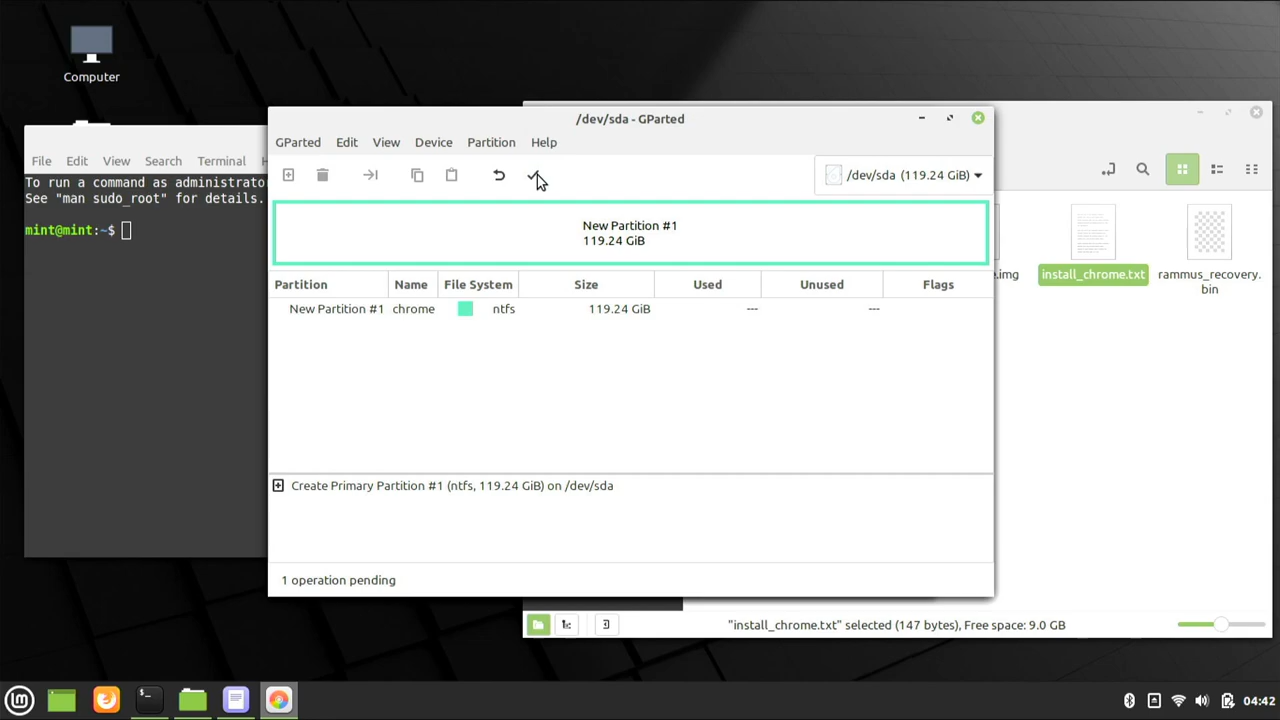 Computer
/dev/sda - GParted
GParted Edit View Device Partition Help
/dev/sda (119.24 GiB)
New Partition #1
119.24 GiB
Partition Name File System Size Used Unused Flags
New Partition #1 chrome ntfs 119.24 GiB --- ---
Create Primary Partition #1 (ntfs, 119.24 GiB) on /dev/sda
1 operation pending
File Edit View Search Terminal
To run a command as administrator
See "man sudo_root" for details.
mint@mint:~$
e.img
install_chrome.txt
rammus_recovery.
bin
"install_chrome.txt" selected (147 bytes), Free space: 9.0 GB
04:42